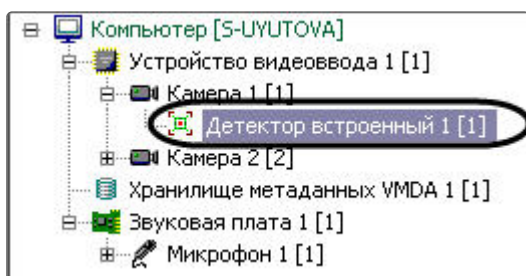 Компьютер [S-UYUTOVA]
Устройство видеоввода 1 [1]
Камера 1 [1]
Детектор встроенный 1 [1]
Камера 2 [2]
Хранилище метаданных VMDA 1 [1]
Звуковая плата 1 [1]
Микрофон 1 [1]